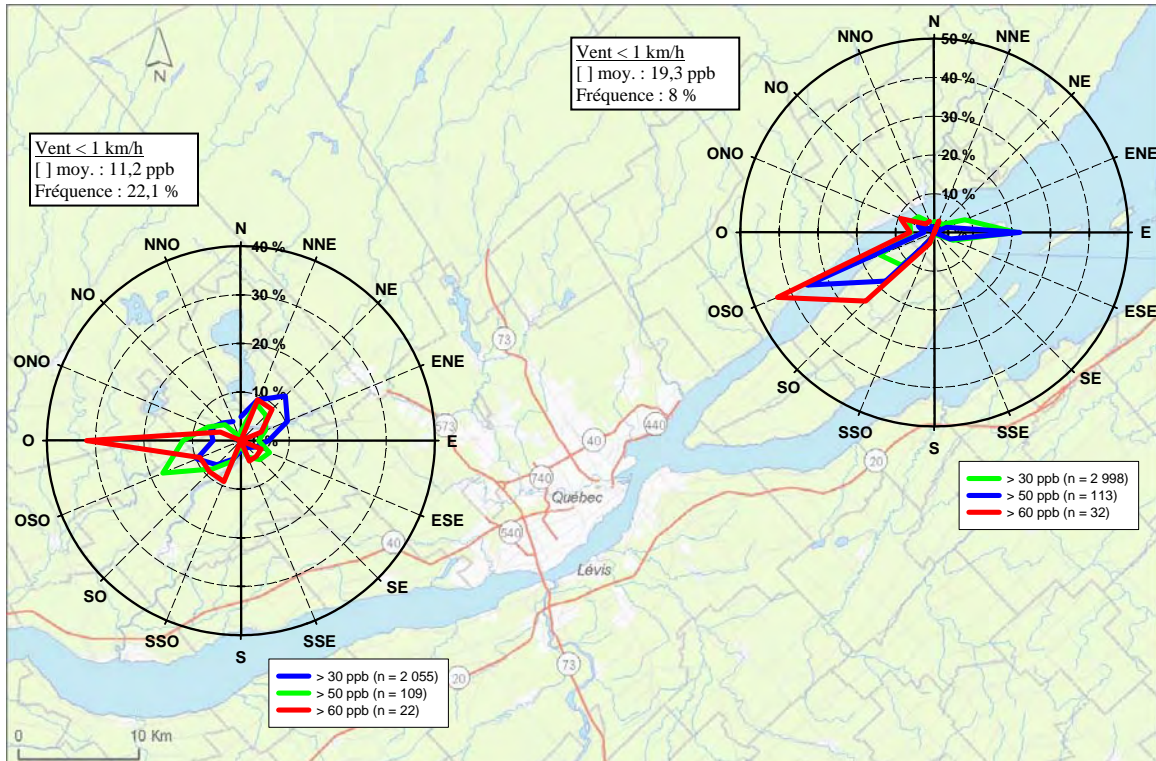 Vent < 1 km/h
[ ] moy. : 19,3 ppb
Fréquence : 8 %
N
50 %
NNO
NNE
40 %
NO
NE
30 %
20 %
ONO
ENE
10 %
O
E
OSO
ESE
SO
SE
SSO
SSE
S
> 30 ppb (n = 2 998)
> 50 ppb (n = 113)
> 60 ppb (n = 32)
N
Vent < 1 km/h
[ ] moy. : 11,2 ppb
Fréquence : 22,1 %
N
40 %
NNO
NNE
30 %
NO
NE
20 %
ONO
ENE
10 %
O
E
OSO
ESE
SO
SE
SSO
SSE
S
> 30 ppb (n = 2 055)
> 50 ppb (n = 109)
> 60 ppb (n = 22)
73
573
40
440
740
Québec
540
40
Lévis
20
73
20
0 10 Km